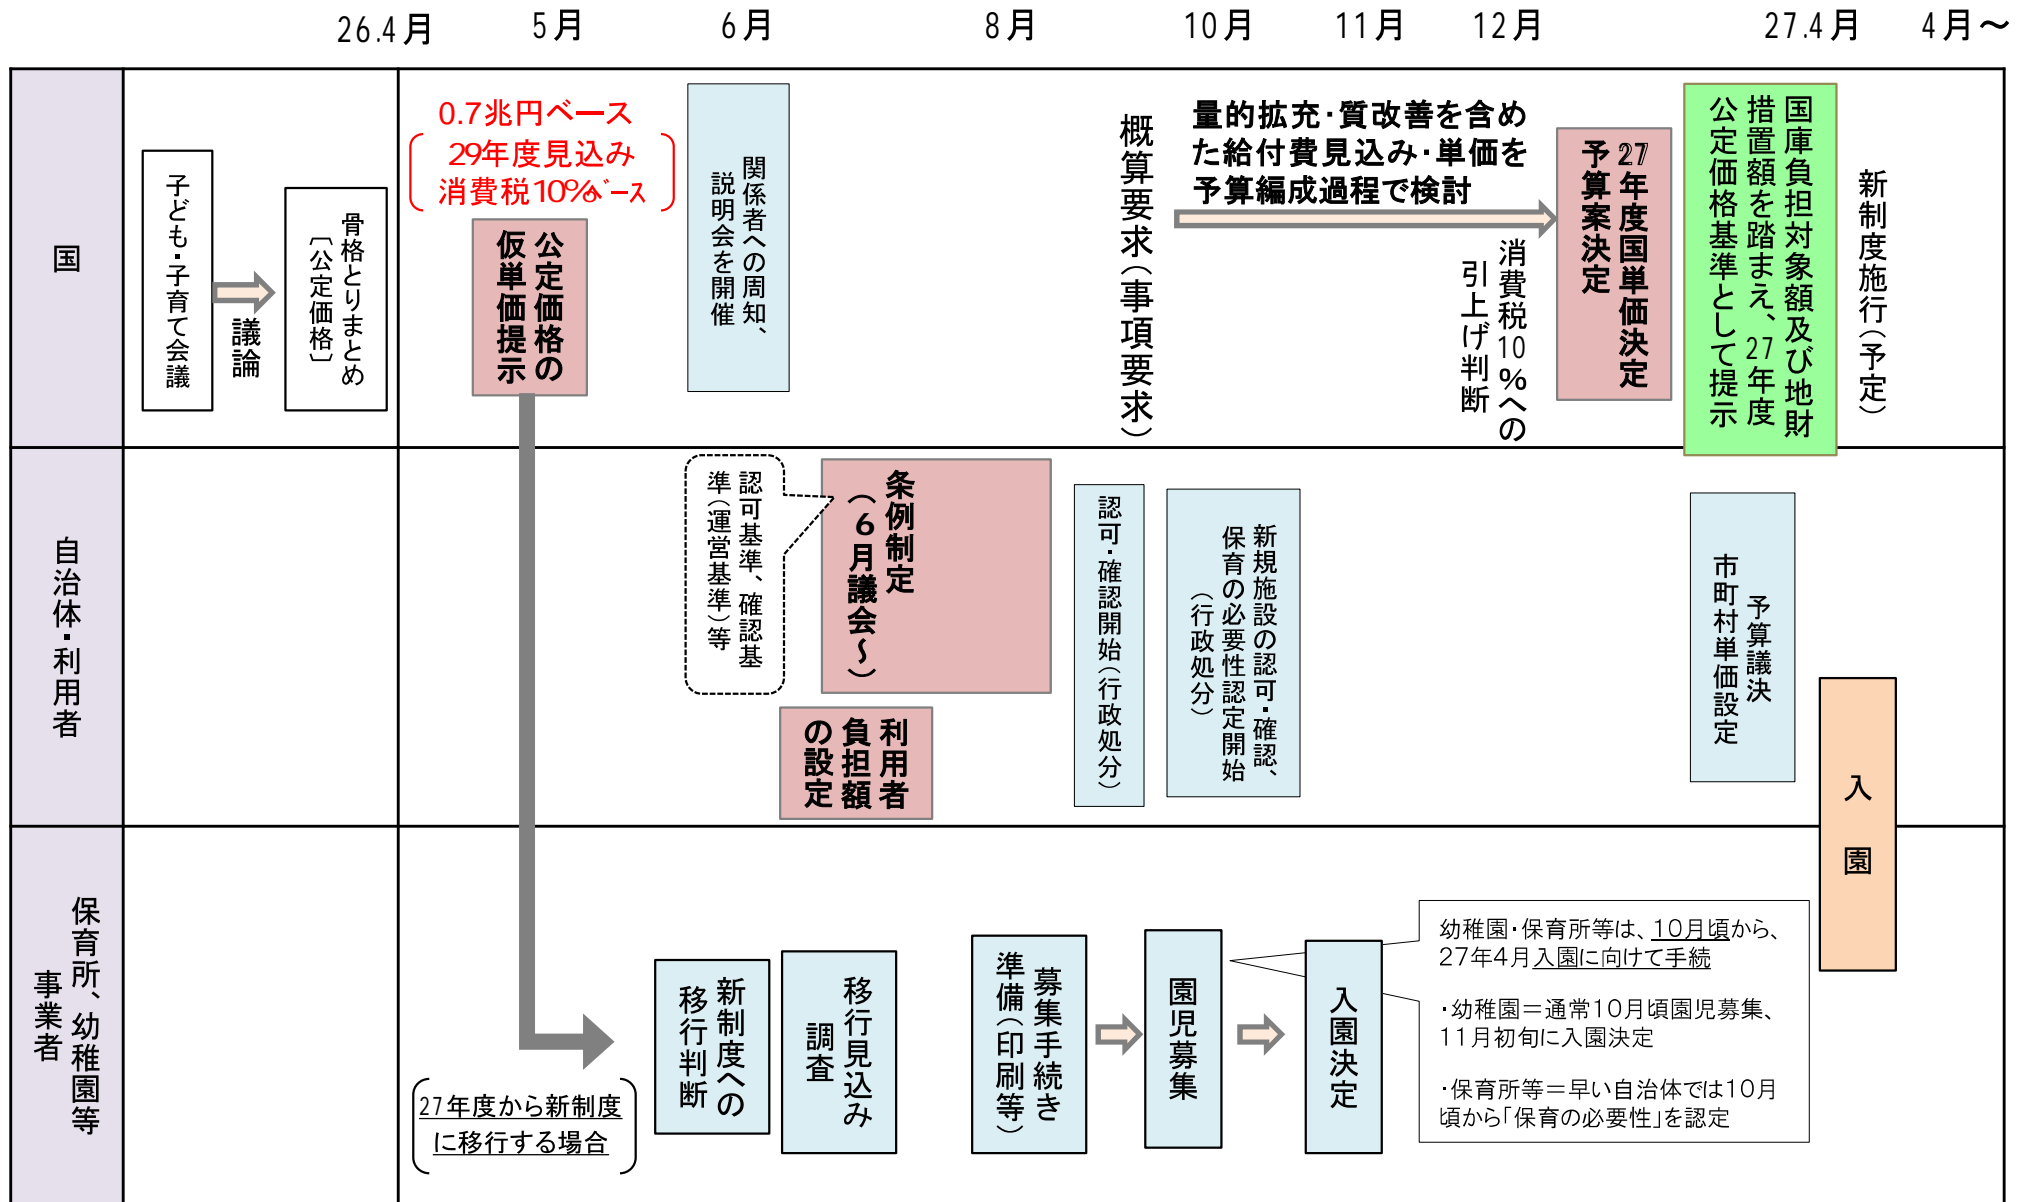 26.4月 5月 6月 8月 10月 11月 12月 27.4月 4月～
国
子ども・子育て会議
議論
骨格とりまとめ
〔公定価格〕
0.7兆円ベース
29年度見込み
消費税10%ベース
公定価格の
仮単価提示
関係者への周知、
説明会を開催
概算要求（事項要求）
量的拡充・質改善を含め
た給付費見込み・単価を
予算編成過程で検討
消費税10％への
引上げ判断
27年度国単価決定
予算案決定
国庫負担対象額及び地財
措置額を踏まえ、27年度
公定価格基準として提示
新制度施行（予定）
自治体・利用者
認可基準、確認基
準（運営基準）等
条例制定
（６月議会～）
利用者
負担額
の設定
認可・確認開始（行政処分）
新規施設の認可・確認、
保育の必要性認定開始
（行政処分）
予算議決
市町村単価設定
入園
保育所、幼稚園等
事業者
27年度から新制度
に移行する場合
新制度への
移行判断
移行見込み
調査
募集手続き
準備（印刷等）
園児募集
入園決定
幼稚園・保育所等は、10月頃から、
27年4月入園に向けて手続
・幼稚園＝通常10月頃園児募集、
11月初旬に入園決定
・保育所等＝早い自治体では10月
頃から「保育の必要性」を認定